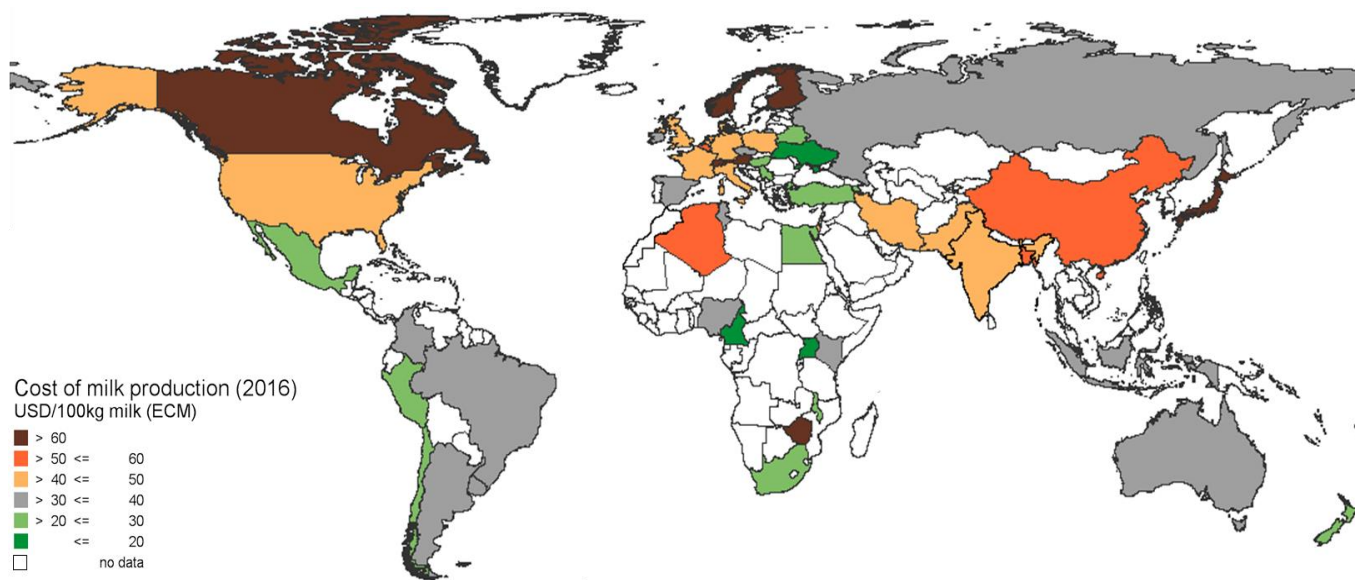 Cost of milk production (2016)
USD/100kg milk (ECM)
> 60
> 50 <= 60
> 40 <= 50
> 30 <= 40
> 20 <= 30
<= 20
no data